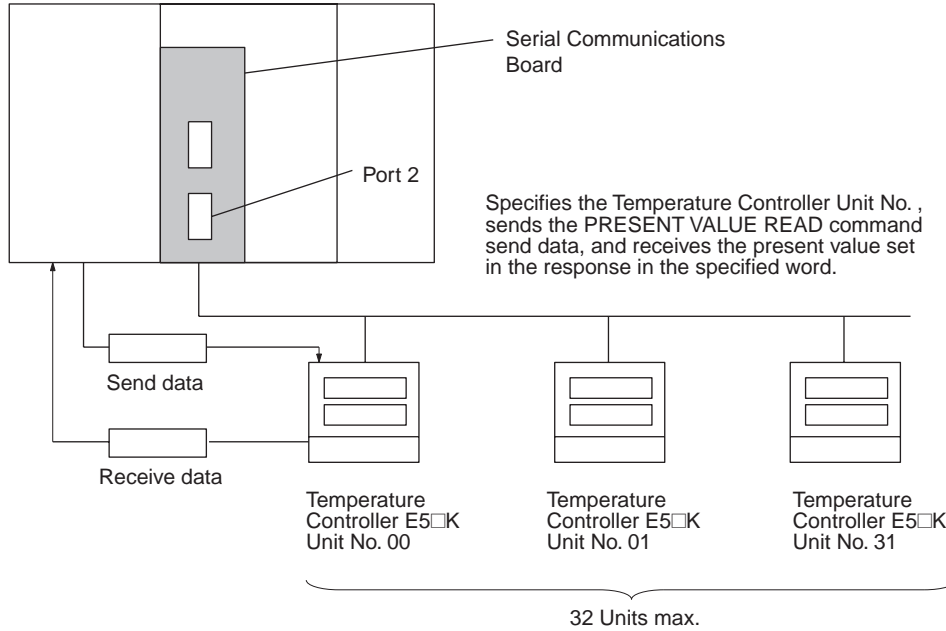 Serial Communications
Board
Port 2
Specifies the Temperature Controller Unit No. ,
sends the PRESENT VALUE READ command
send data, and receives the present value set
in the response in the specified word.
Send data
Receive data
Temperature
Controller E5□K
Unit No. 00
Temperature
Controller E5□K
Unit No. 01
Temperature
Controller E5□K
Unit No. 31
32 Units max.